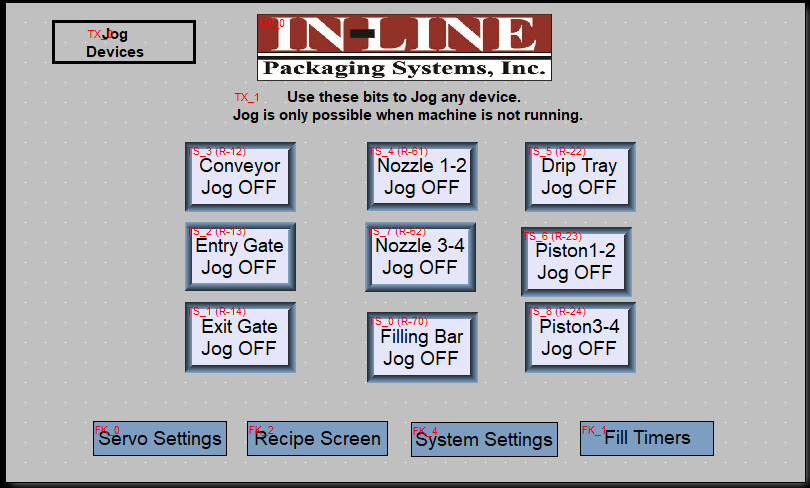 TX_0 Jog
Devices
GP_0
IN-LINE
Packaging Systems, Inc.
TX_1 Use these bits to Jog any device.
Jog is only possible when machine is not running.
TS_3 (R-12)
Conveyor
Jog OFF
TS_4 (R-61)
Nozzle 1-2
Jog OFF
TS_5 (R-22)
Drip Tray
Jog OFF
TS_2 (R-13)
Entry Gate
Jog OFF
TS_7 (R-62)
Nozzle 3-4
Jog OFF
TS_6 (R-23)
Piston1-2
Jog OFF
TS_1 (R-14)
Exit Gate
Jog OFF
TS_0 (R-70)
Filling Bar
Jog OFF
TS_8 (R-24)
Piston3-4
Jog OFF
FK_0
Servo Settings
FK_2
Recipe Screen
FK_4
System Settings
FK_1
Fill Timers